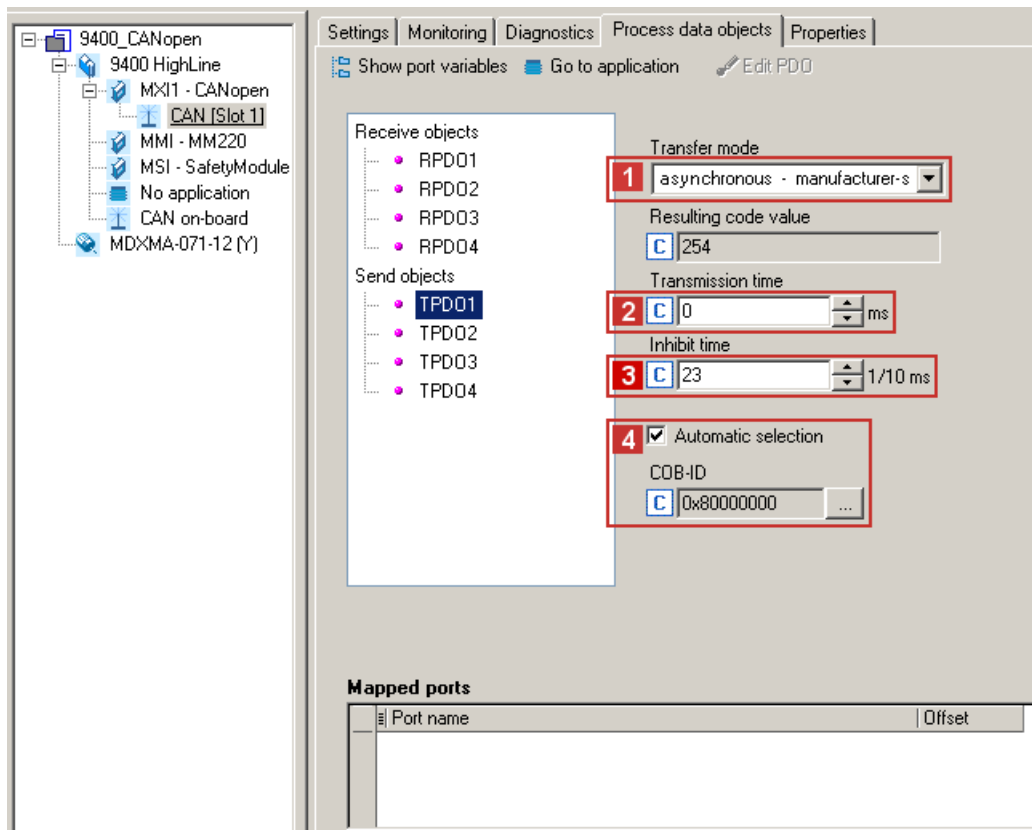 9400_CANopen
9400 HighLine
MXI1 - CANopen
CAN [Slot 1]
MMI - MM220
MSI - SafetyModule
No application
CAN on-board
MDXMA-071-12 (Y)
Settings Monitoring Diagnostics Process data objects Properties
Show port variables Go to application Edit PDO
Receive objects
RPDO1
RPDO2
RPDO3
RPDO4
Send objects
TPDO1
TPDO2
TPDO3
TPDO4
Transfer mode
1 asynchronous - manufacturer-s
Resulting code value
C 254
Transmission time
2 C 0 ms
Inhibit time
3 C 23 1/10 ms
4 Automatic selection
COB-ID
C 0x80000000 ...
Mapped ports
Port name Offset